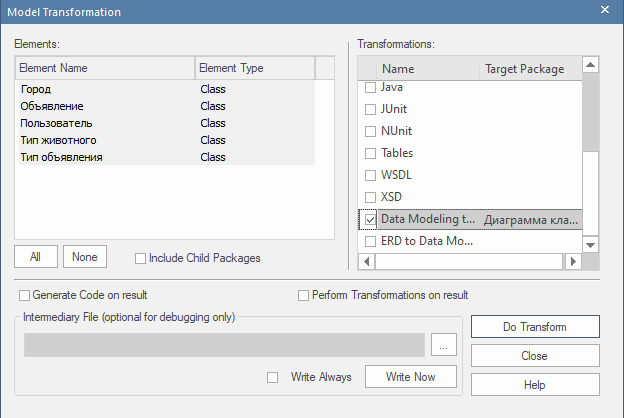 Model Transformation
Elements:
Element Name Element Type
Город Class
Объявление Class
Пользователь Class
Тип животного Class
Тип объявления Class
All None Include Child Packages
Transformations:
Name Target Package
Java
JUnit
NUnit
Tables
WSDL
XSD
Data Modeling t... Диаграмма кла...
ERD to Data Mo...
Generate Code on result Perform Transformations on result
Intermediary File (optional for debugging only)
...
Write Always Write Now
Do Transform
Close
Help